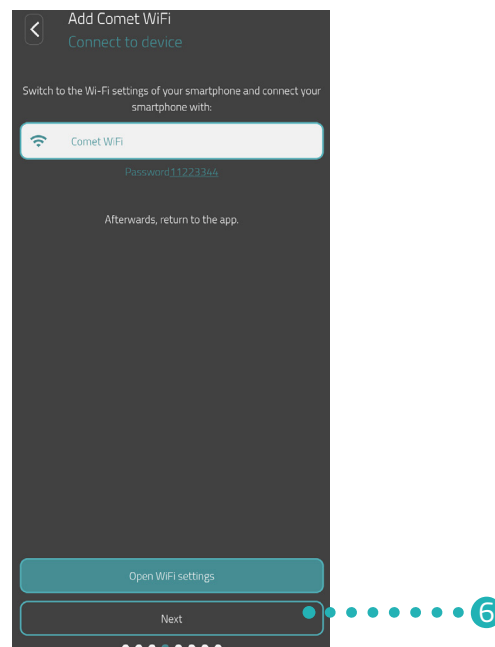 Add Comet WiFi
Connect to device
Switch to the Wi-Fi settings of your smartphone and connect your
smartphone with:
Comet WiFi
Password11223344
Afterwards, return to the app.
Open WiFi settings
Next
6